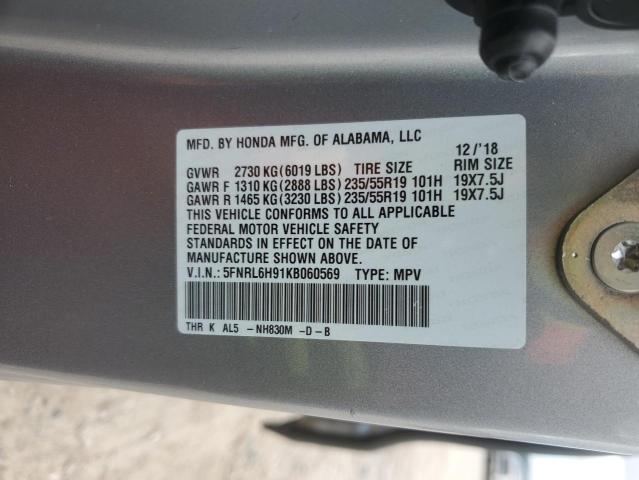 MFD. BY HONDA MFG. OF ALABAMA, LLC 12/'18
GVWR 2730 KG(6019 LBS) TIRE SIZE RIM SIZE
GAWR F 1310 KG(2888 LBS) 235/55R19 101H 19X7.5J
GAWR R 1465 KG(3230 LBS) 235/55R19 101H 19X7.5J
THIS VEHICLE CONFORMS TO ALL APPLICABLE
FEDERAL MOTOR VEHICLE SAFETY
STANDARDS IN EFFECT ON THE DATE OF
MANUFACTURE SHOWN ABOVE.
V.I.N.: 5FNRL6H91KB060569 TYPE: MPV
THR K AL5 -NH830M -D-B